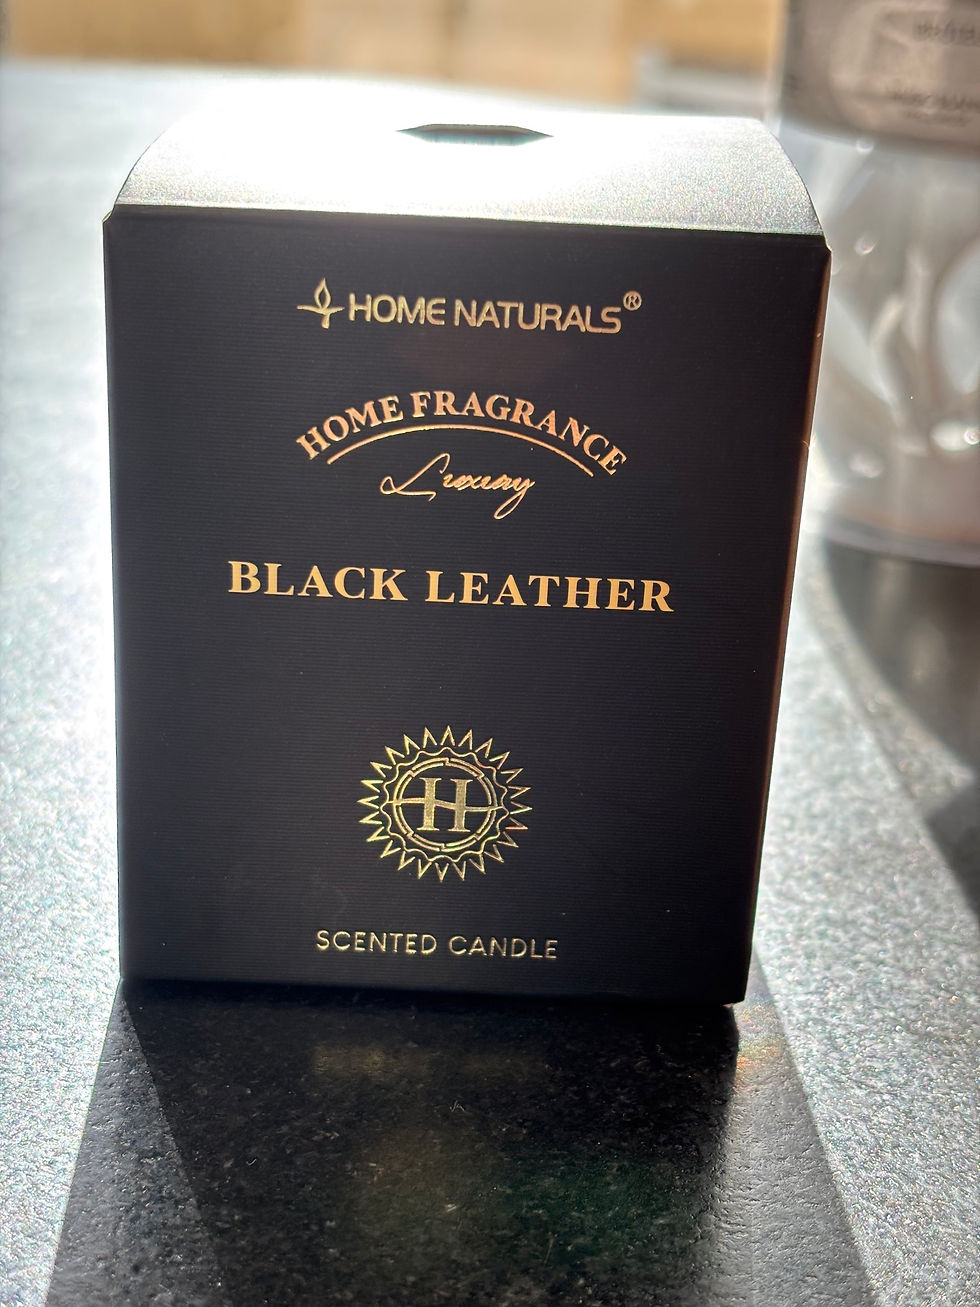 HOME NATURALS®
HOME FRAGRANCE
Luxury
BLACK LEATHER
H
SCENTED CANDLE